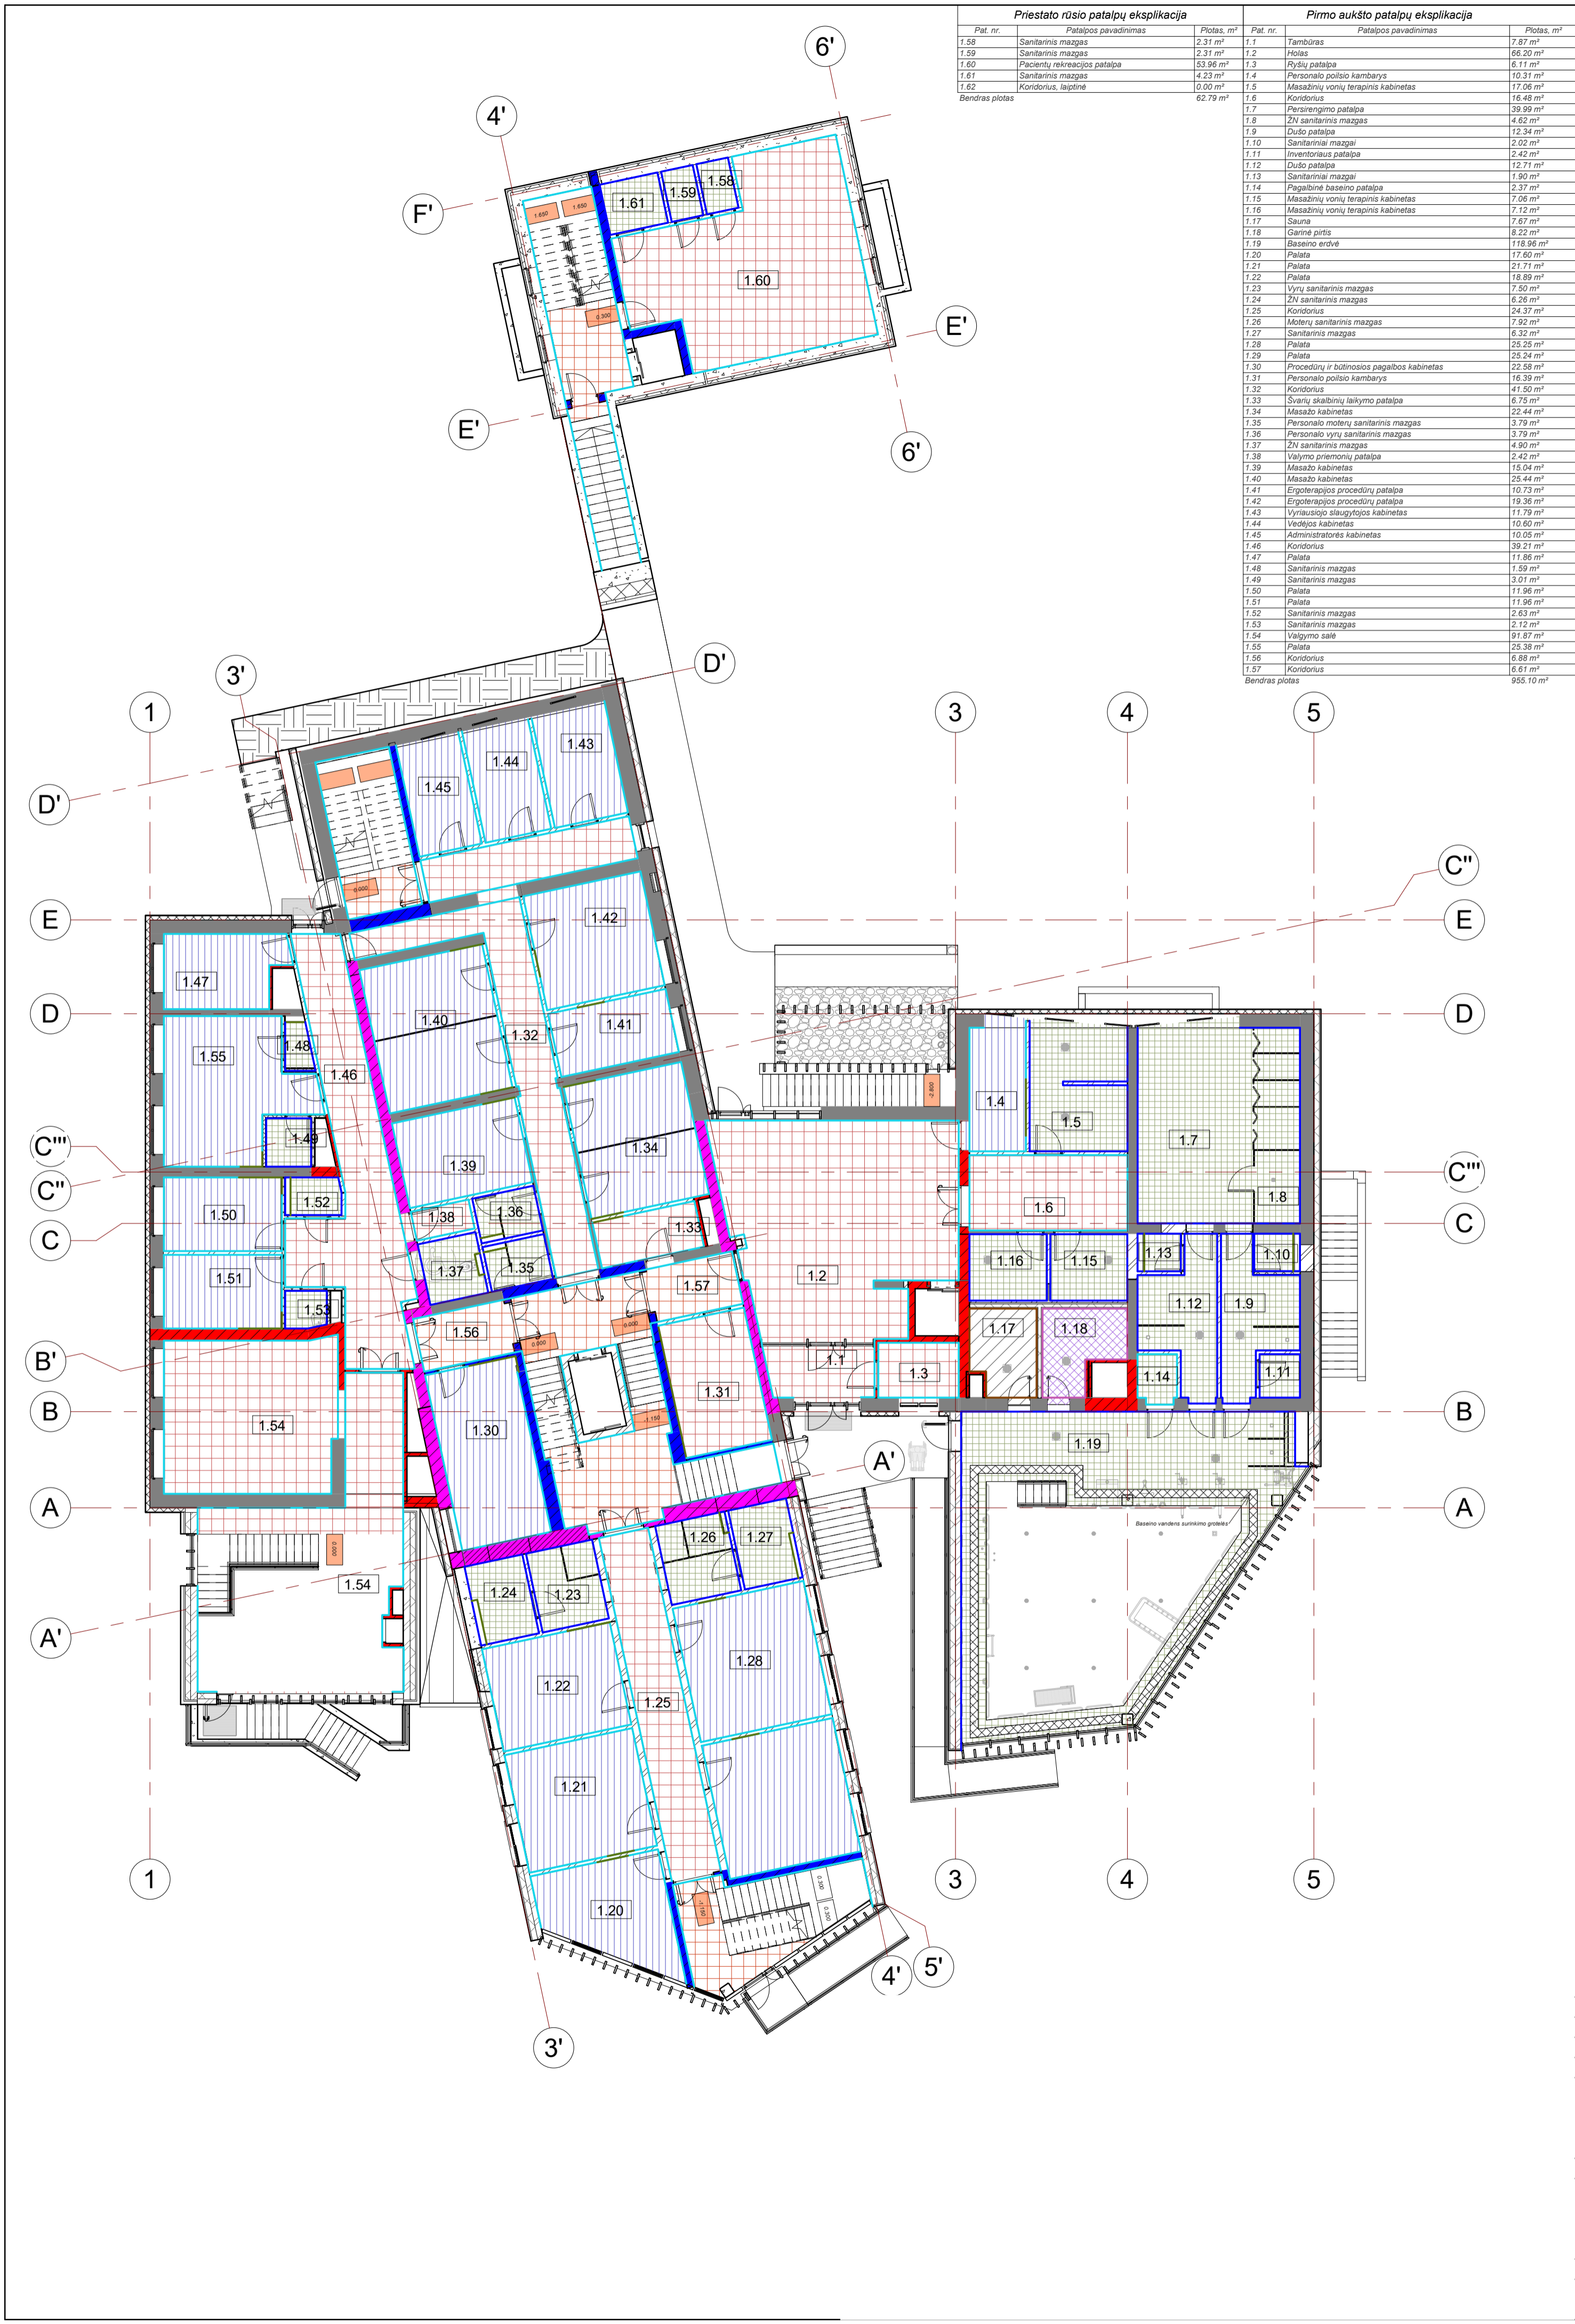 Priestato rūsio patalpų eksplikacija
Pat. nr. Patalpos pavadinimas Plotas, m²
1.58 Sanitarinis mazgas 2.31 m²
1.59 Sanitarinis mazgas 2.31 m²
1.60 Pacientų rekreacijos patalpa 53.96 m²
1.61 Sanitarinis mazgas 4.23 m²
1.62 Koridorius, laiptinė 0.00 m²
Bendras plotas 62.79 m²
Pirmo aukšto patalpų eksplikacija
Pat. nr. Patalpos pavadinimas Plotas, m²
1.1 Tambūras 7.87 m²
1.2 Holas 66.20 m²
1.3 Ryšių patalpa 6.11 m²
1.4 Personalo poilsio kambarys 10.31 m²
1.5 Masažinių vonių terapinis kabinetas 17.06 m²
1.6 Koridorius 16.48 m²
1.7 Persirengimo patalpa 39.99 m²
1.8 ŽN sanitarinis mazgas 4.62 m²
1.9 Dušo patalpa 12.34 m²
1.10 Sanitariniai mazgai 2.02 m²
1.11 Inventoriaus patalpa 2.42 m²
1.12 Dušo patalpa 12.71 m²
1.13 Sanitariniai mazgai 1.90 m²
1.14 Pagalbinė baseino patalpa 2.37 m²
1.15 Masažinių vonių terapinis kabinetas 7.06 m²
1.16 Masažinių vonių terapinis kabinetas 7.12 m²
1.17 Sauna 7.67 m²
1.18 Garinė pirtis 8.22 m²
1.19 Baseino erdvė 118.96 m²
1.20 Palata 17.60 m²
1.21 Palata 21.71 m²
1.22 Palata 18.89 m²
1.23 Vyrų sanitarinis mazgas 7.50 m²
1.24 ŽN sanitarinis mazgas 6.26 m²
1.25 Koridorius 24.37 m²
1.26 Moterų sanitarinis mazgas 7.92 m²
1.27 Sanitarinis mazgas 6.32 m²
1.28 Palata 25.25 m²
1.29 Palata 25.24 m²
1.30 Procedūrų ir būtinosios pagalbos kabinetas 22.58 m²
1.31 Personalo poilsio kambarys 16.39 m²
1.32 Koridorius 41.50 m²
1.33 Švarių skalbinių laikymo patalpa 6.75 m²
1.34 Masažo kabinetas 22.44 m²
1.35 Personalo moterų sanitarinis mazgas 3.79 m²
1.36 Personalo vyrų sanitarinis mazgas 3.79 m²
1.37 ŽN sanitarinis mazgas 4.90 m²
1.38 Valymo priemonių patalpa 2.42 m²
1.39 Masažo kabinetas 15.04 m²
1.40 Masažo kabinetas 25.44 m²
1.41 Ergoterapijos procedūrų patalpa 10.73 m²
1.42 Ergoterapijos procedūrų patalpa 19.36 m²
1.43 Vyriausiojo slaugytojos kabinetas 11.79 m²
1.44 Vedėjos kabinetas 10.60 m²
1.45 Administratorės kabinetas 10.05 m²
1.46 Koridorius 39.21 m²
1.47 Palata 11.86 m²
1.48 Sanitarinis mazgas 1.59 m²
1.49 Sanitarinis mazgas 3.01 m²
1.50 Palata 11.96 m²
1.51 Palata 11.96 m²
1.52 Sanitarinis mazgas 2.63 m²
1.53 Sanitarinis mazgas 2.12 m²
1.54 Valgymo salė 91.87 m²
1.55 Palata 25.38 m²
1.56 Koridorius 6.88 m²
1.57 Koridorius 6.61 m²
Bendras plotas 955.10 m²
6'
4'
F'
1.58
1.59
1.61
1.650 1.650
1.60
0.300
E'
E'
6'
D'
3'
1 3 4 5
1.43
1.44
1.45
D'
C''
0.000
E E
1.42
1.47
D D
1.40
1.41
1.32
1.48
1.55
1.46
-2.800
1.4
1.5
1.7
1.34
1.49
C''' C'''
C''
1.39
1.52
1.8
1.50
1.36
1.38
1.33
1.6
C C
1.13 1.10
1.16 1.15
1.37 1.35
1.2
1.57
1.51
1.53
1.12 1.9
1.17 1.18
0.000
1.56
0.000
B'
1.1
1.3
1.14
1.11
1.31
B B
1.54
1.30
-1.150
1.19
A'
A A
Baseino vandens surinkimo grotelės
1.26 1.27
0.000
1.54
1.24 1.23
A'
1.28
1.22
1.25
1.21
1 3 4 5
0.300
0.300
-1.150
1.20
4' 5'
3'